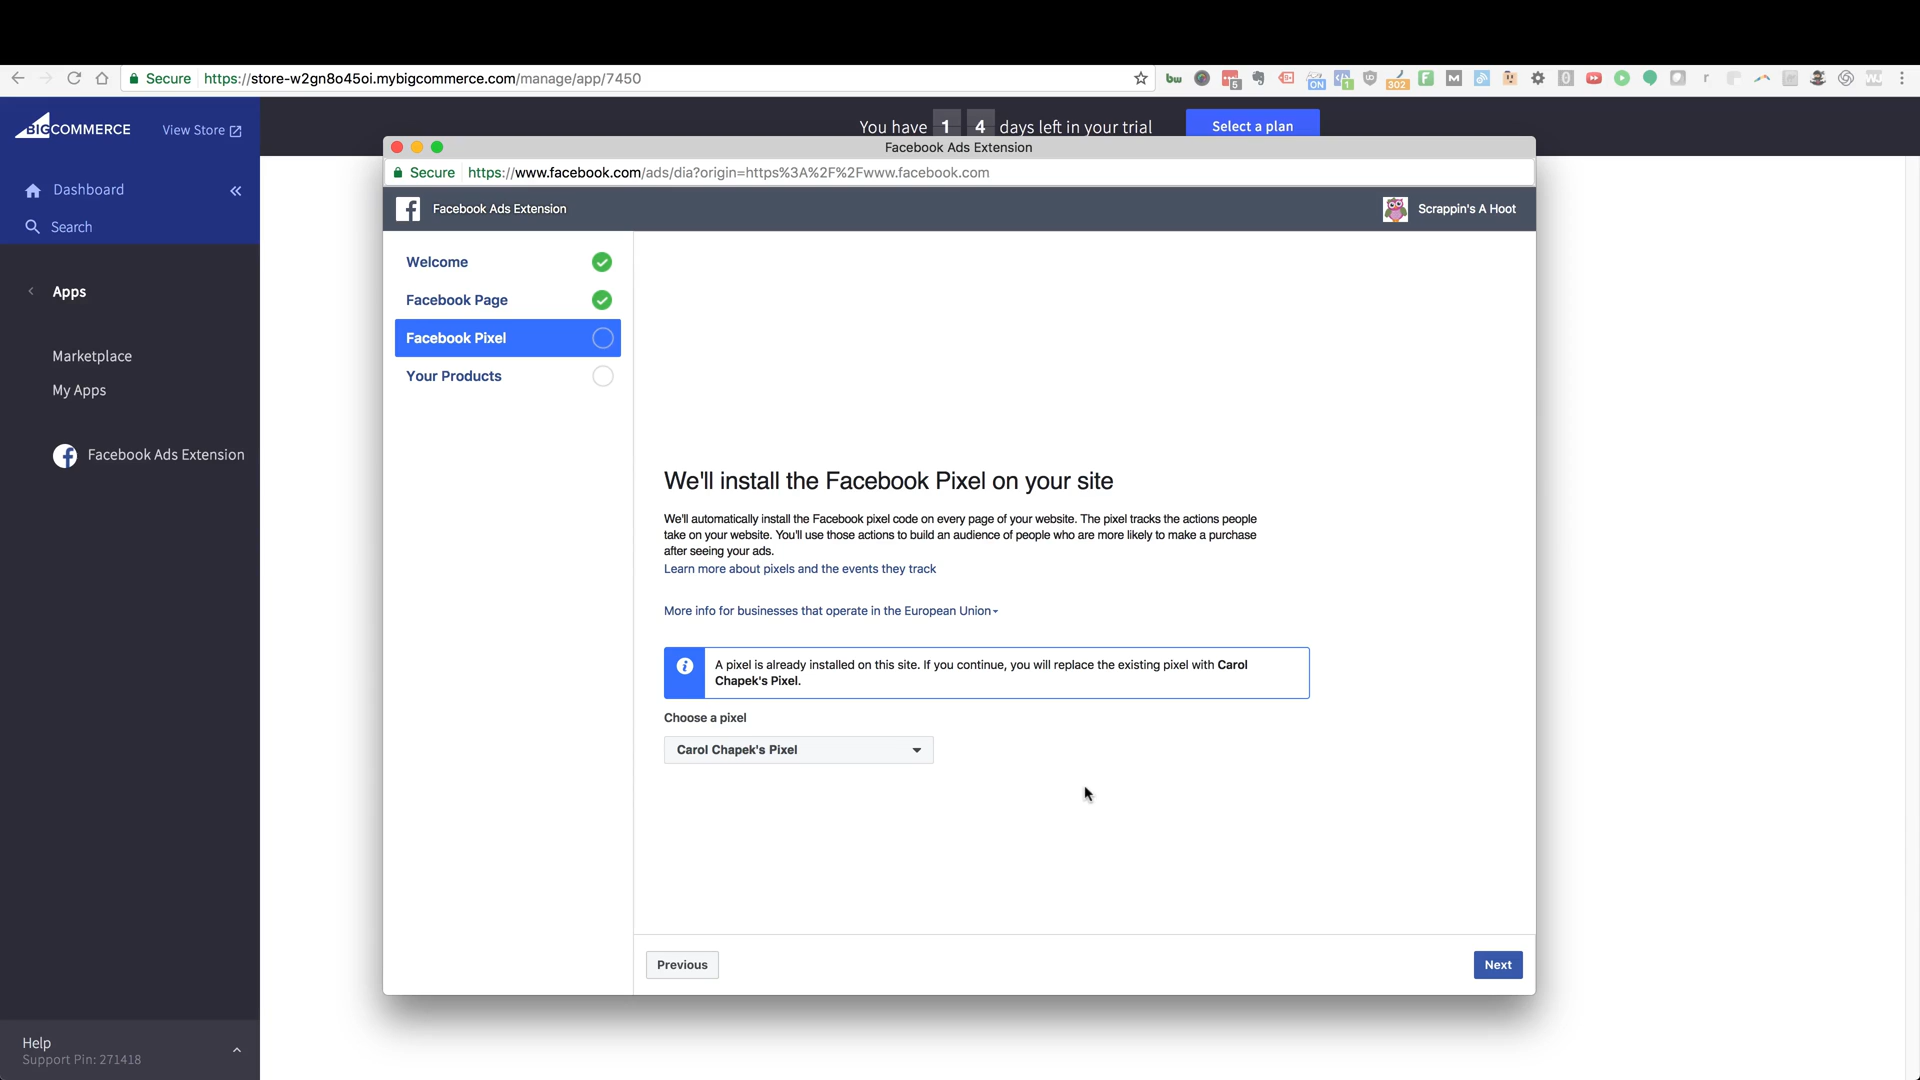 Secure https://store-w2gn8o45oi.mybigcommerce.com/manage/app/7450
5 ON 1 302
BIGCOMMERCE View Store
You have 1 4 days left in your trial Select a plan
Facebook Ads Extension
Secure https://www.facebook.com/ads/dia?origin=https%3A%2F%2Fwww.facebook.com
Dashboard
Search
Facebook Ads Extension Scrappin's A Hoot
Apps
Marketplace
My Apps
Facebook Ads Extension
Welcome
Facebook Page
Facebook Pixel
Your Products
We'll install the Facebook Pixel on your site
We'll automatically install the Facebook pixel code on every page of your website. The pixel tracks the actions people
take on your website. You'll use those actions to build an audience of people who are more likely to make a purchase
after seeing your ads.
Learn more about pixels and the events they track
More info for businesses that operate in the European Union
A pixel is already installed on this site. If you continue, you will replace the existing pixel with Carol
Chapek's Pixel.
Choose a pixel
Carol Chapek's Pixel
Previous Next
Help
Support Pin: 271418